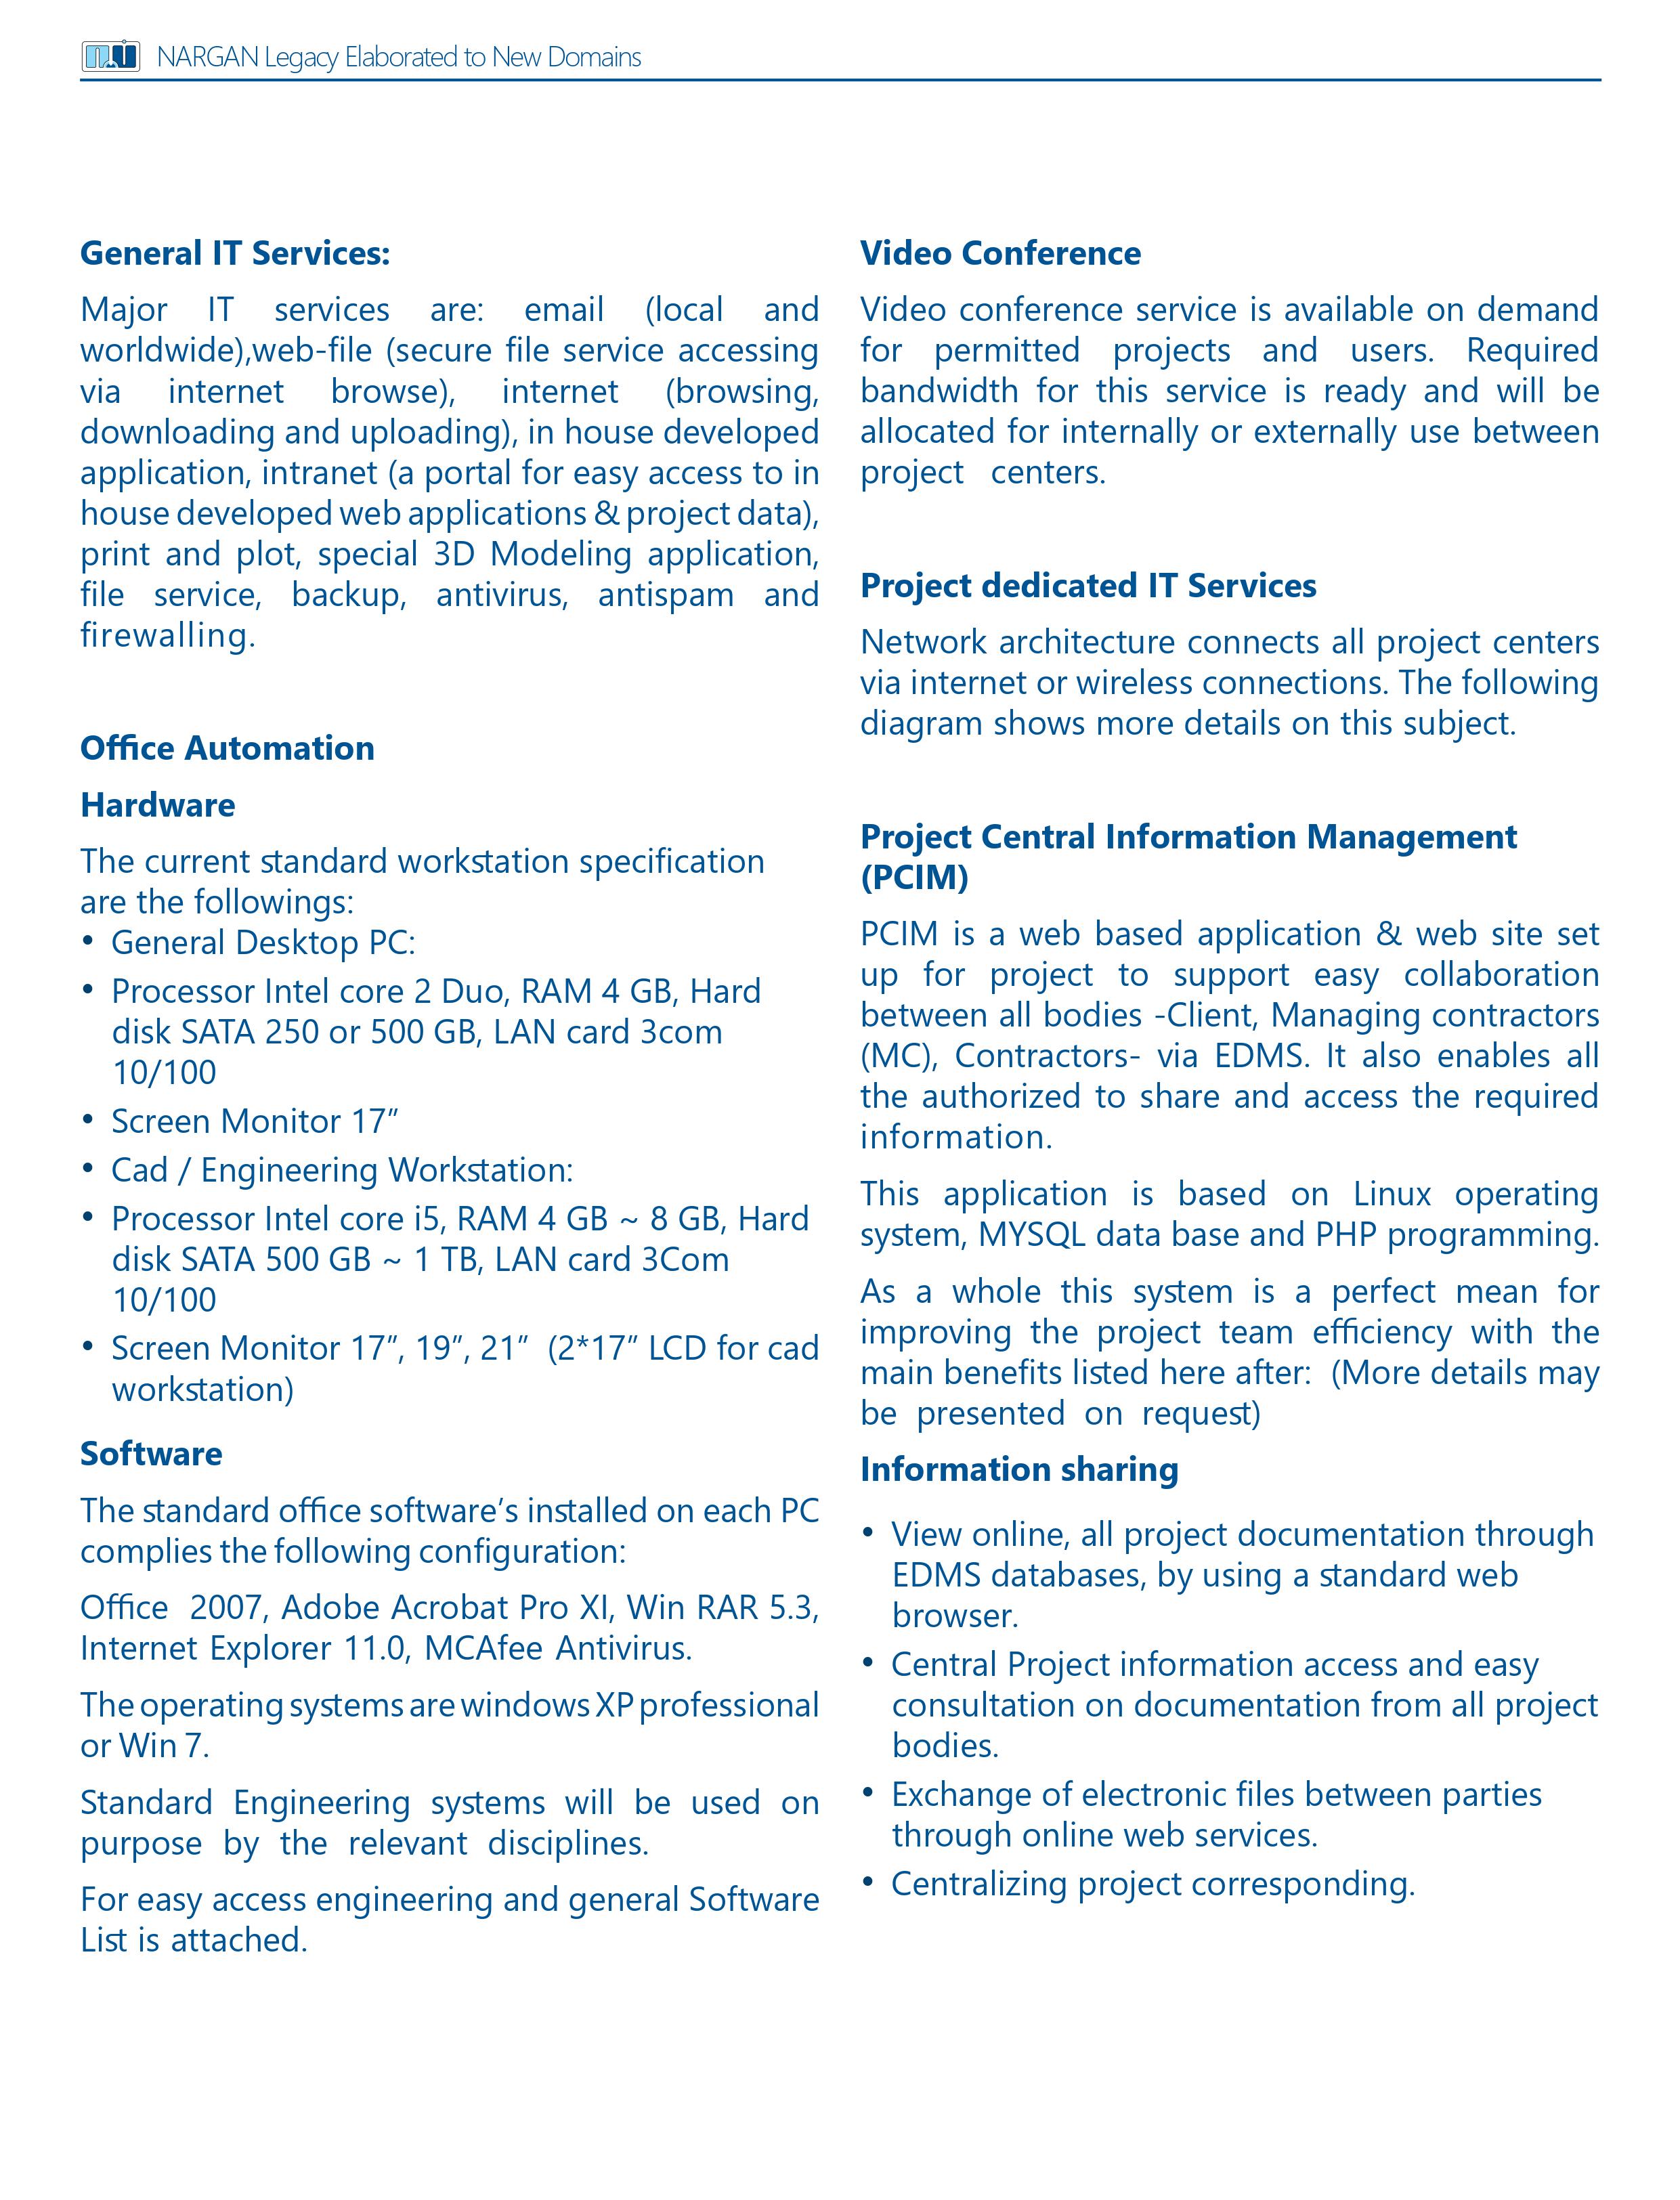 NARGAN Legacy Elaborated to New Domains
General IT Services:
Major IT services are: email (local and
worldwide),web-file (secure file service accessing
via internet browse), internet (browsing,
downloading and uploading), in house developed
application, intranet (a portal for easy access to in
house developed web applications & project data),
print and plot, special 3D Modeling application,
file service, backup, antivirus, antispam and
firewalling.
Office Automation
Hardware
The current standard workstation specification
are the followings:
• General Desktop PC:
• Processor Intel core 2 Duo, RAM 4 GB, Hard
disk SATA 250 or 500 GB, LAN card 3com
10/100
• Screen Monitor 17”
• Cad / Engineering Workstation:
• Processor Intel core i5, RAM 4 GB ~ 8 GB, Hard
disk SATA 500 GB ~ 1 TB, LAN card 3Com
10/100
• Screen Monitor 17”, 19”, 21” (2*17” LCD for cad
workstation)
Software
The standard office software’s installed on each PC
complies the following configuration:
Office 2007, Adobe Acrobat Pro XI, Win RAR 5.3,
Internet Explorer 11.0, MCAfee Antivirus.
The operating systems are windows XP professional
or Win 7.
Standard Engineering systems will be used on
purpose by the relevant disciplines.
For easy access engineering and general Software
List is attached.
Video Conference
Video conference service is available on demand
for permitted projects and users. Required
bandwidth for this service is ready and will be
allocated for internally or externally use between
project centers.
Project dedicated IT Services
Network architecture connects all project centers
via internet or wireless connections. The following
diagram shows more details on this subject.
Project Central Information Management
(PCIM)
PCIM is a web based application & web site set
up for project to support easy collaboration
between all bodies -Client, Managing contractors
(MC), Contractors- via EDMS. It also enables all
the authorized to share and access the required
information.
This application is based on Linux operating
system, MYSQL data base and PHP programming.
As a whole this system is a perfect mean for
improving the project team efficiency with the
main benefits listed here after: (More details may
be presented on request)
Information sharing
• View online, all project documentation through
EDMS databases, by using a standard web
browser.
• Central Project information access and easy
consultation on documentation from all project
bodies.
• Exchange of electronic files between parties
through online web services.
• Centralizing project corresponding.